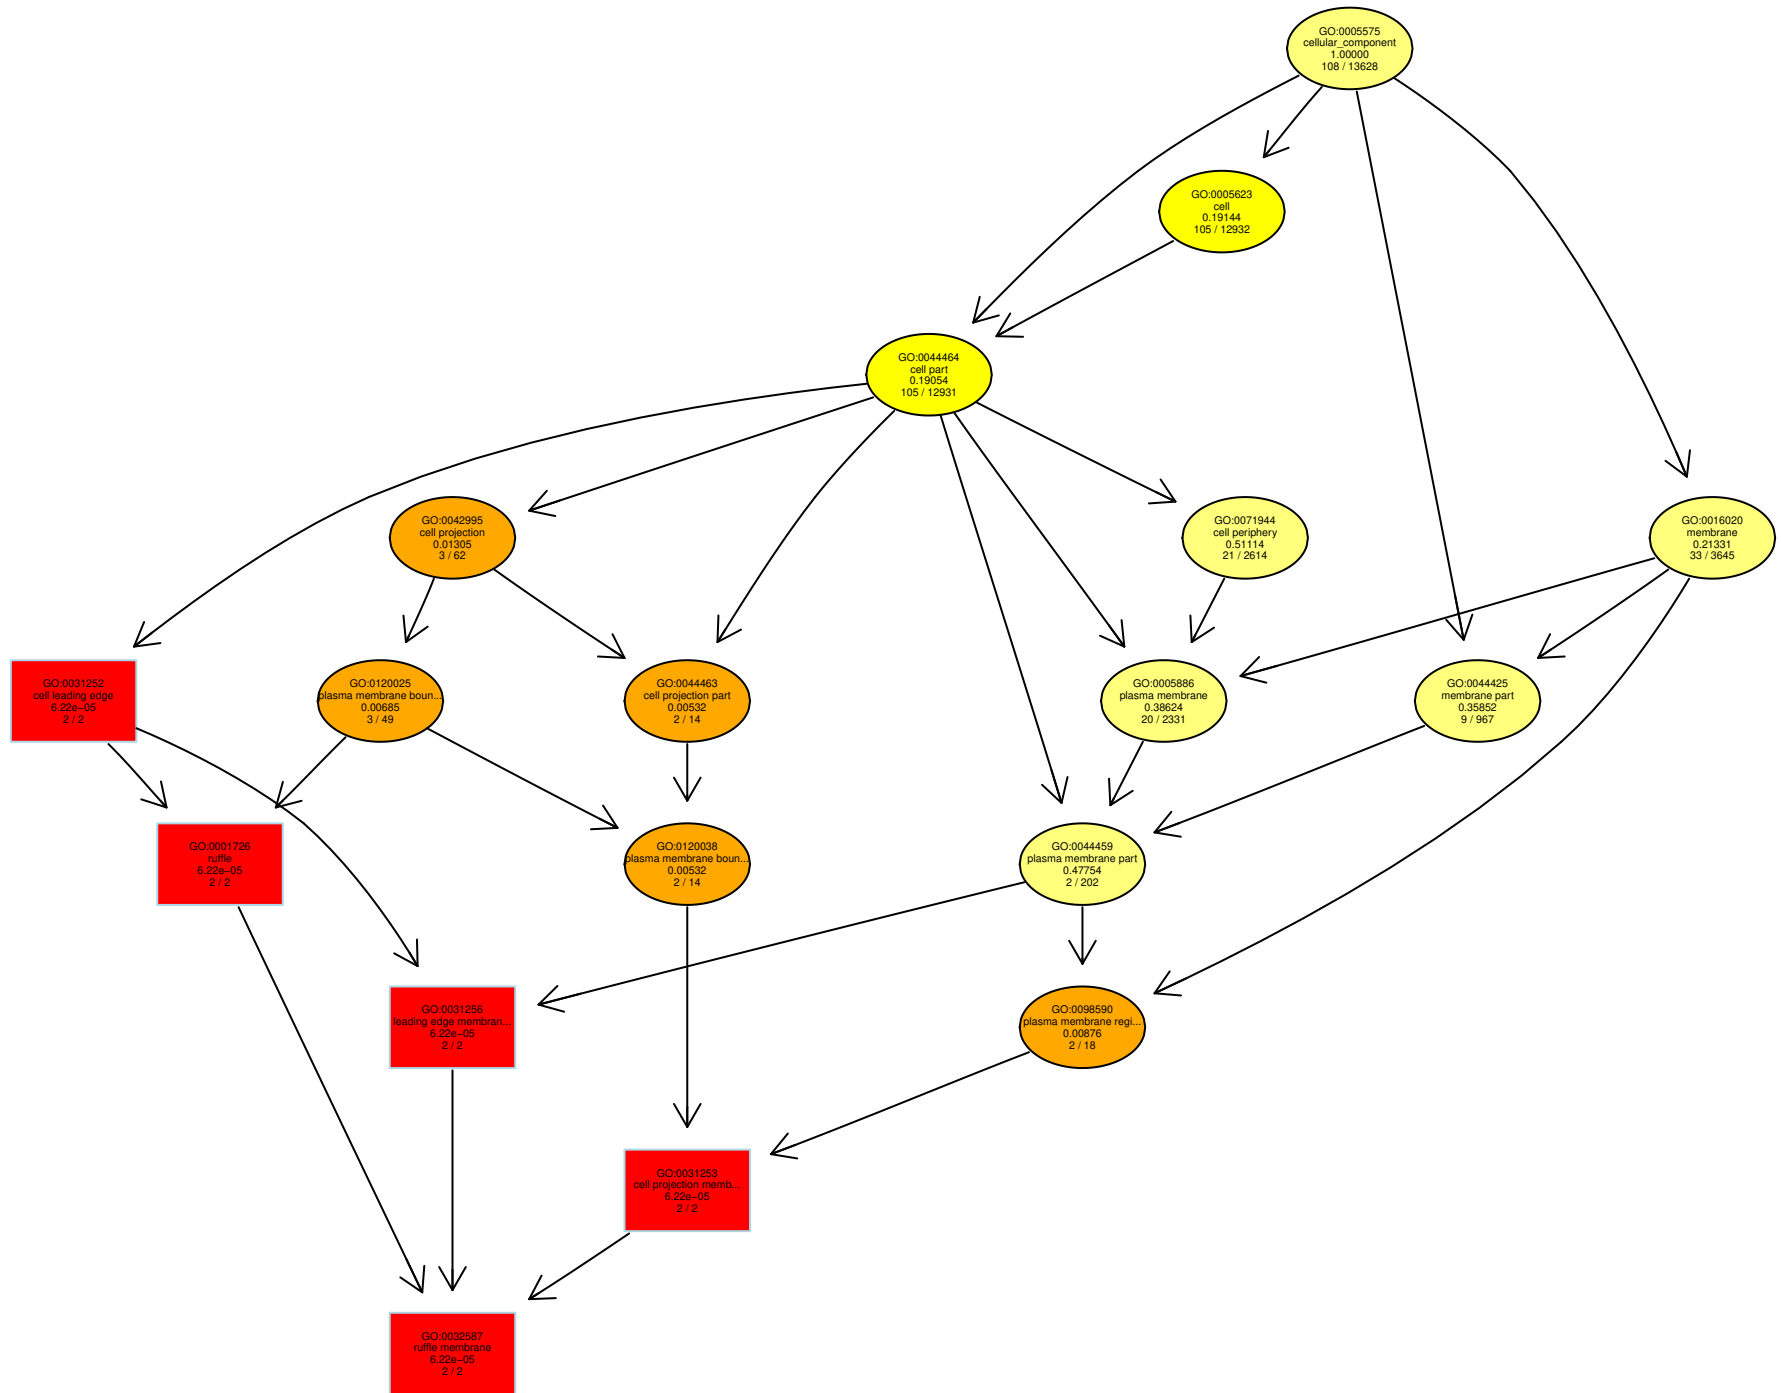 GO:0005575
cellular_component
1.00000
108 / 13628
GO:0005623
cell
0.19144
105 / 12932
GO:0044464
cell part
0.19054
105 / 12931
GO:0042995
cell projection
0.01305
3 / 62
GO:0071944
cell periphery
0.51114
21 / 2614
GO:0016020
membrane
0.21331
33 / 3645
GO:0031252
cell leading edge
6.22e−05
2 / 2
GO:0120025
plasma membrane boun...
0.00685
3 / 49
GO:0044463
cell projection part
0.00532
2 / 14
GO:0005886
plasma membrane
0.38624
20 / 2331
GO:0044425
membrane part
0.35852
9 / 967
GO:0001726
ruffle
6.22e−05
2 / 2
GO:0120038
plasma membrane boun...
0.00532
2 / 14
GO:0044459
plasma membrane part
0.47754
2 / 202
GO:0031256
leading edge membran...
6.22e−05
2 / 2
GO:0098590
plasma membrane regi...
0.00876
2 / 18
GO:0031253
cell projection memb...
6.22e−05
2 / 2
GO:0032587
ruffle membrane
6.22e−05
2 / 2